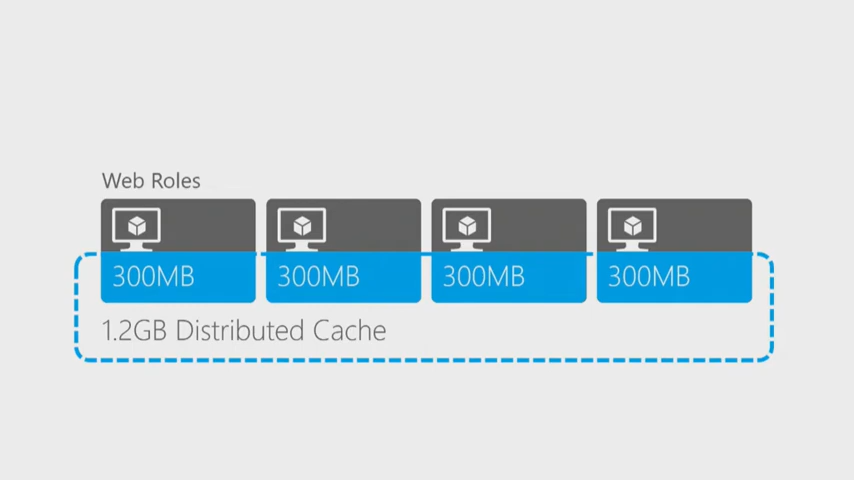 Web Roles
300MB 300MB 300MB 300MB
1.2GB Distributed Cache